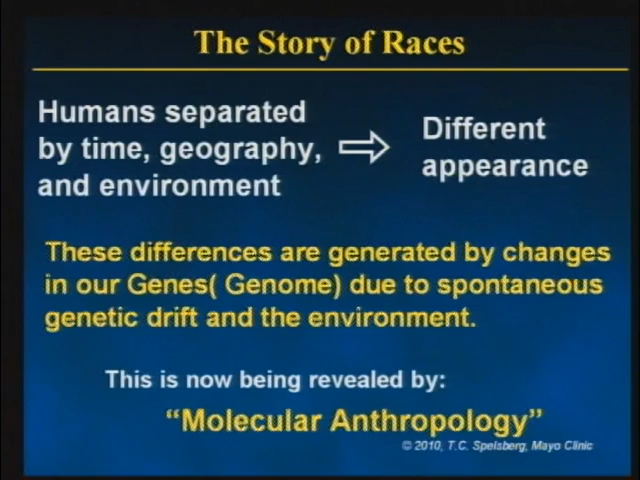 The Story of Races
Humans separated
by time, geography,
and environment
Different
appearance
These differences are generated by changes
in our Genes( Genome) due to spontaneous
genetic drift and the environment.
This is now being revealed by:
“Molecular Anthropology”
© 2010, T.C. Spelsberg, Mayo Clinic